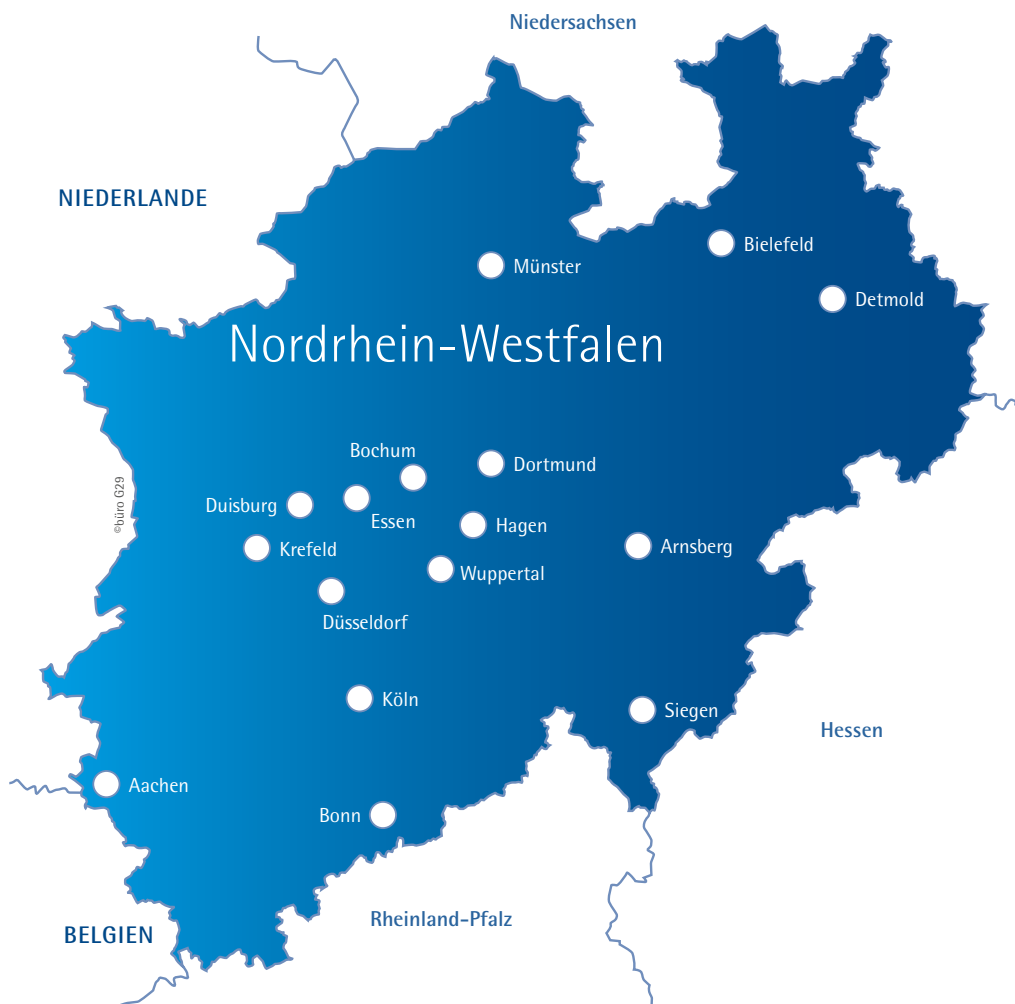 Niedersachsen
NIEDERLANDE
Bielefeld
Münster
Detmold
Nordrhein-Westfalen
Bochum
Dortmund
©büro G29
Duisburg
Essen
Hagen
Krefeld
Arnsberg
Wuppertal
Düsseldorf
Köln
Siegen
Hessen
Aachen
Bonn
Rheinland-Pfalz
BELGIEN